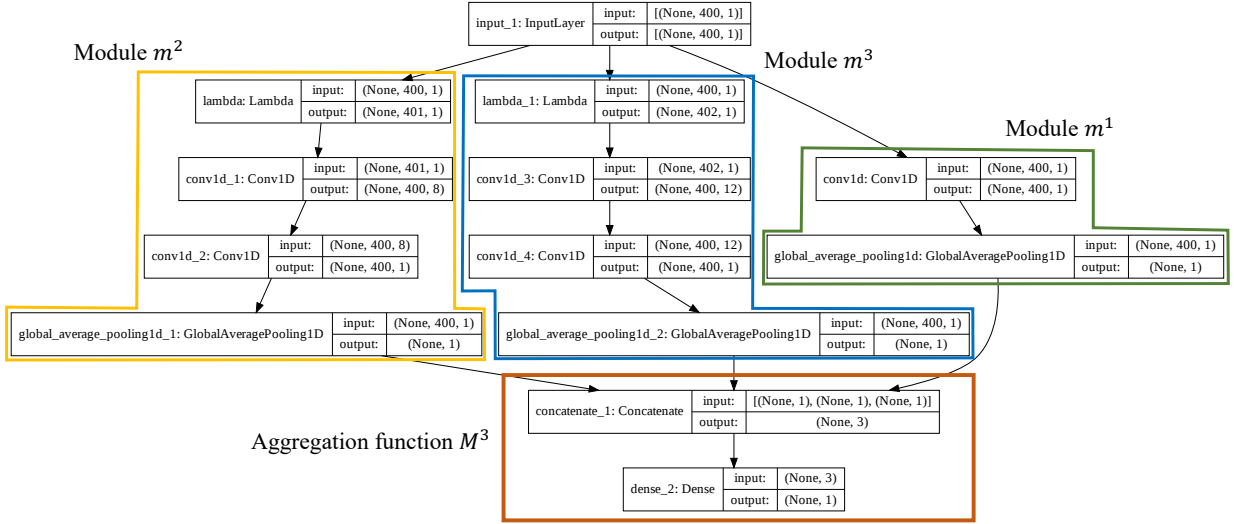 input_1: InputLayer
input:
[(None, 400, 1)]
output:
[(None, 400, 1)]
Module m²
Module m³
lambda: Lambda
input:
(None, 400, 1)
output:
(None, 401, 1)
lambda_1: Lambda
input:
(None, 400, 1)
output:
(None, 402, 1)
Module m¹
conv1d_1: Conv1D
input:
(None, 401, 1)
output:
(None, 400, 8)
conv1d_3: Conv1D
input:
(None, 402, 1)
output:
(None, 400, 12)
conv1d: Conv1D
input:
(None, 400, 1)
output:
(None, 400, 1)
conv1d_2: Conv1D
input:
(None, 400, 8)
output:
(None, 400, 1)
conv1d_4: Conv1D
input:
(None, 400, 12)
output:
(None, 400, 1)
global_average_pooling1d: GlobalAveragePooling1D
input:
(None, 400, 1)
output:
(None, 1)
global_average_pooling1d_1: GlobalAveragePooling1D
input:
(None, 400, 1)
output:
(None, 1)
global_average_pooling1d_2: GlobalAveragePooling1D
input:
(None, 400, 1)
output:
(None, 1)
concatenate_1: Concatenate
input:
[(None, 1), (None, 1), (None, 1)]
output:
(None, 3)
Aggregation function M³
dense_2: Dense
input:
(None, 3)
output:
(None, 1)